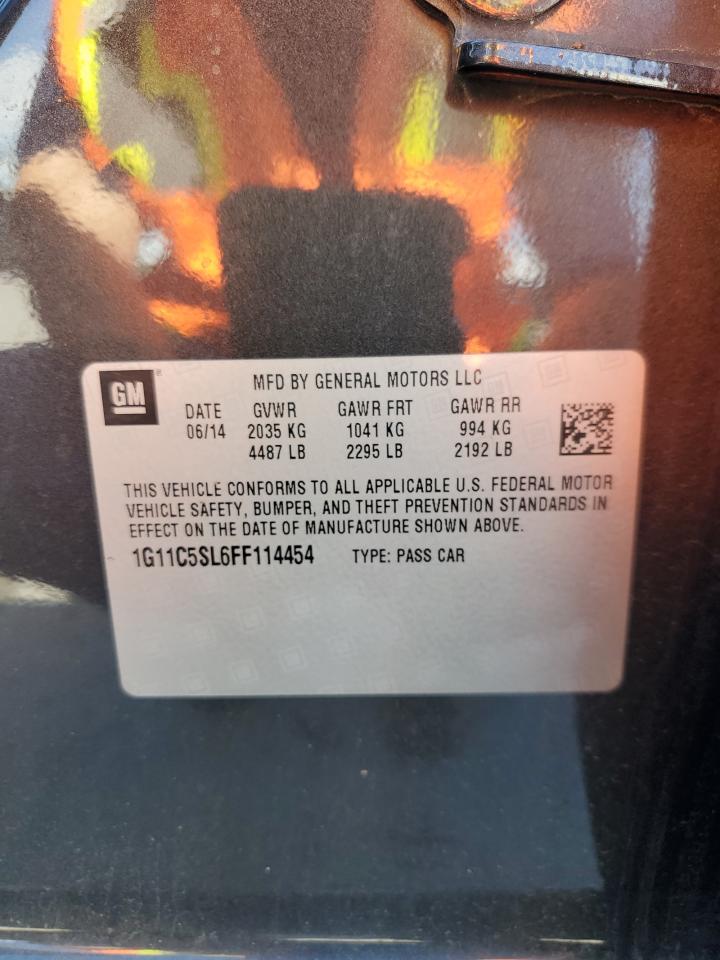 GM
MFD BY GENERAL MOTORS LLC
DATE GVWR GAWR FRT GAWR RR
06/14 2035 KG 1041 KG 994 KG
4487 LB 2295 LB 2192 LB
THIS VEHICLE CONFORMS TO ALL APPLICABLE U.S. FEDERAL MOTOR
VEHICLE SAFETY, BUMPER, AND THEFT PREVENTION STANDARDS IN
EFFECT ON THE DATE OF MANUFACTURE SHOWN ABOVE.
1G11C5SL6FF114454 TYPE: PASS CAR